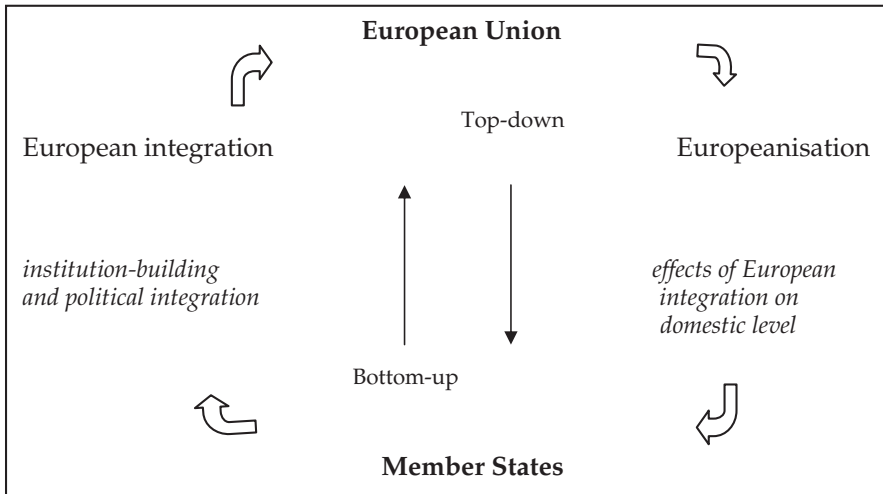 European Union
Top-down
European integration
Europeanisation
institution-building
and political integration
effects of European
integration on
domestic level
Bottom-up
Member States